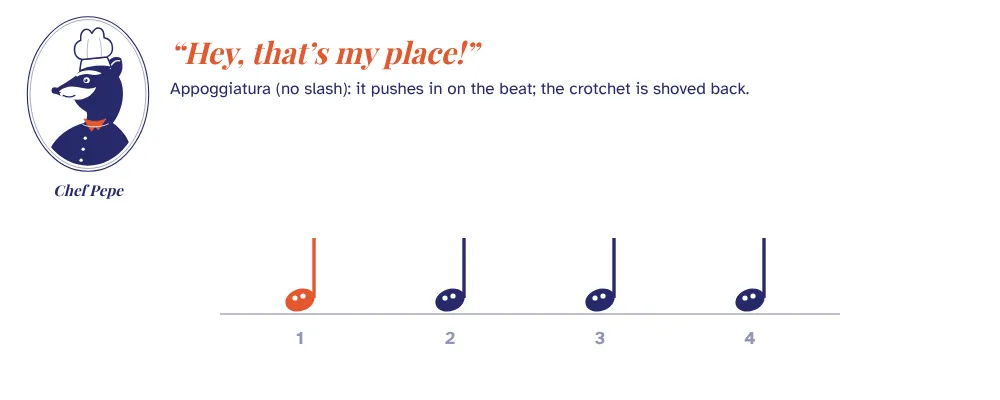 “Hey, that’s my place!”
Appoggiatura (no slash): it pushes in on the beat; the crotchet is shoved back.
Chef Pepe
1 2 3 4